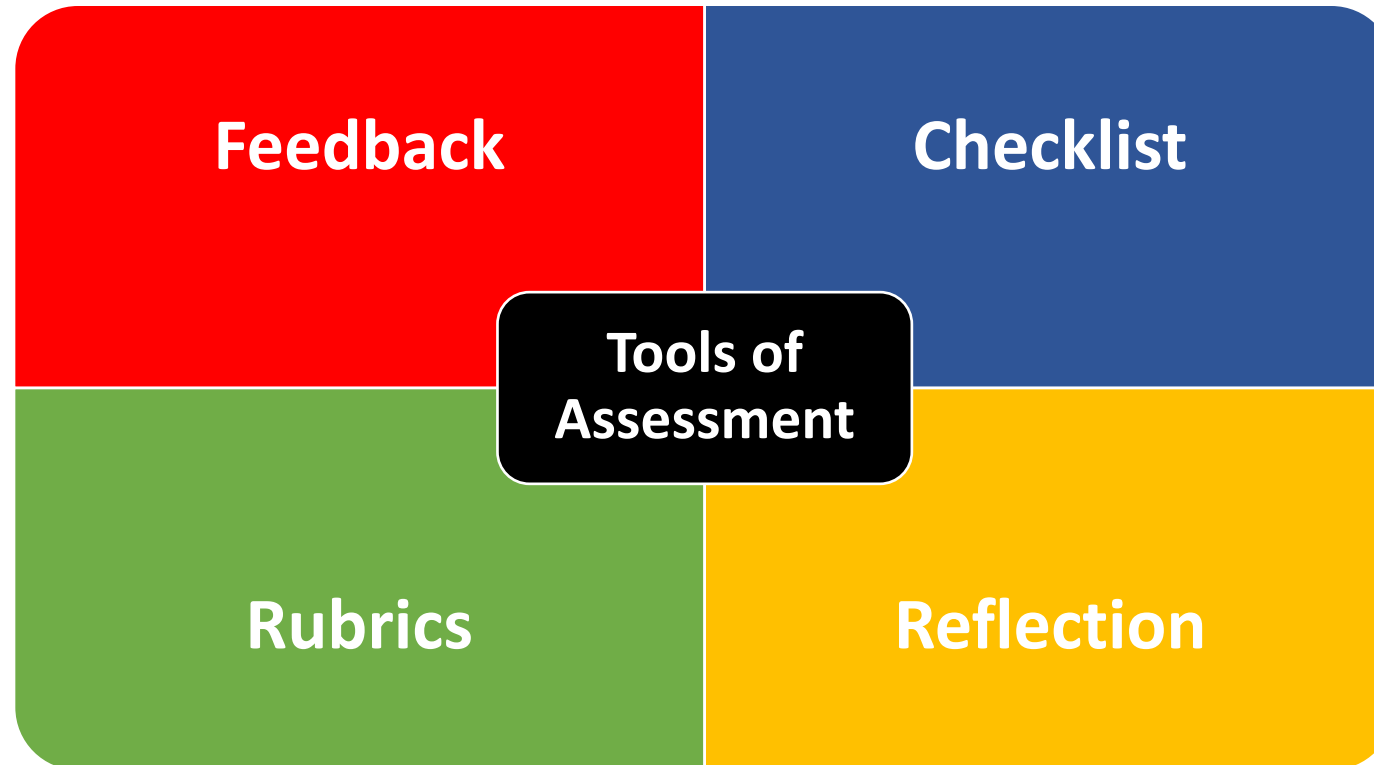 Feedback
Checklist
Tools of
Assessment
Rubrics
Reflection